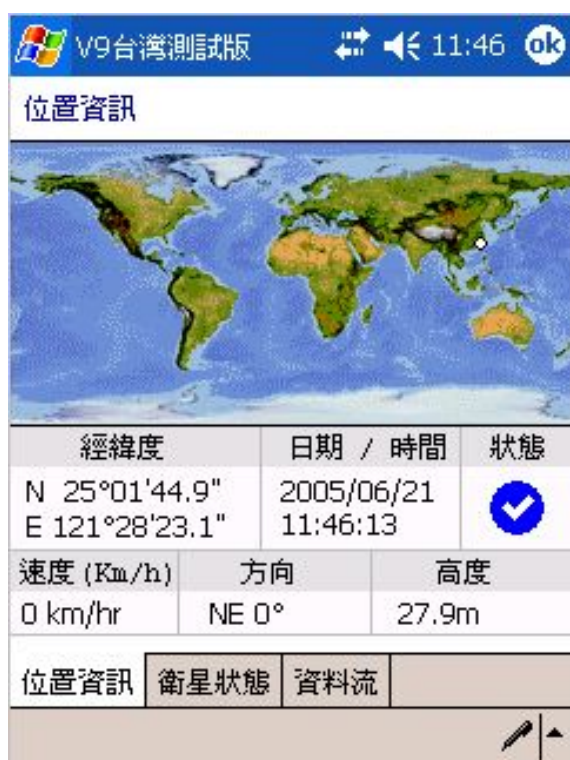 V9台灣測試版 11:46 ok
位置資訊
經緯度 日期 / 時間 狀態
N 25°01'44.9" 2005/06/21
E 121°28'23.1" 11:46:13
速度 (Km/h) 方向 高度
0 km/hr NE 0° 27.9m
位置資訊 衛星狀態 資料流